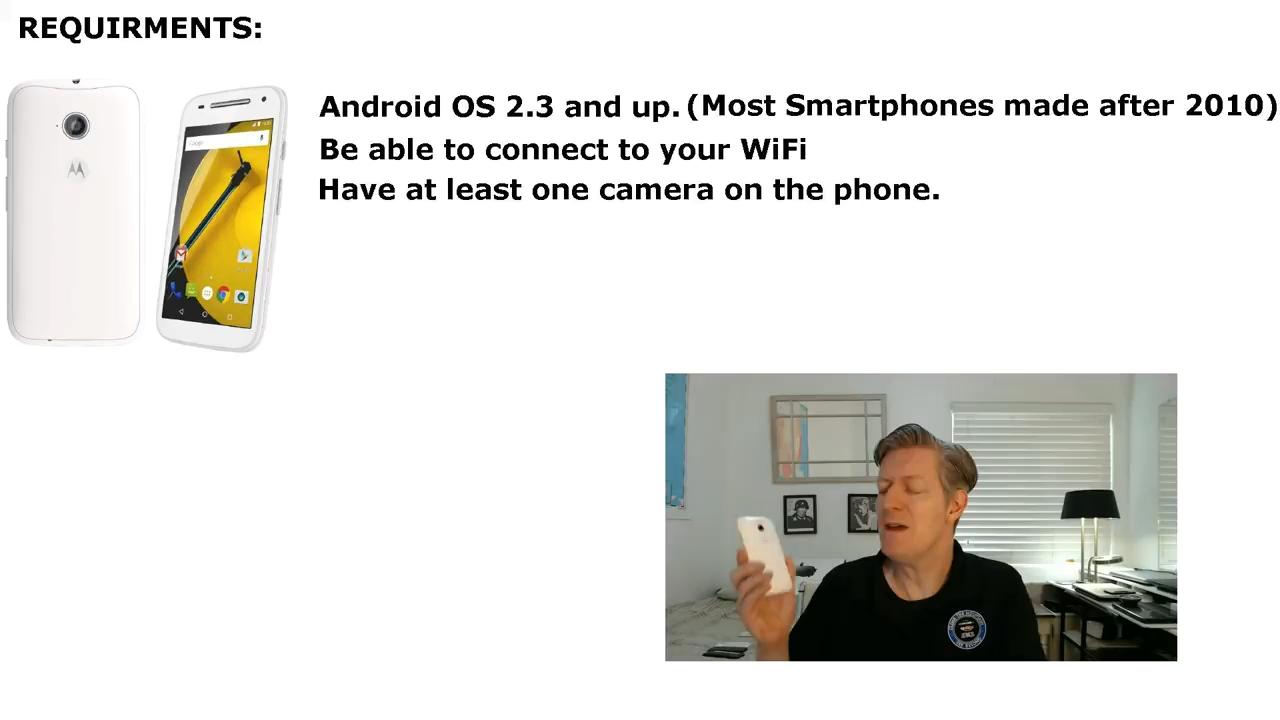 REQUIRMENTS:
Android OS 2.3 and up. (Most Smartphones made after 2010)
Be able to connect to your WiFi
Have at least one camera on the phone.